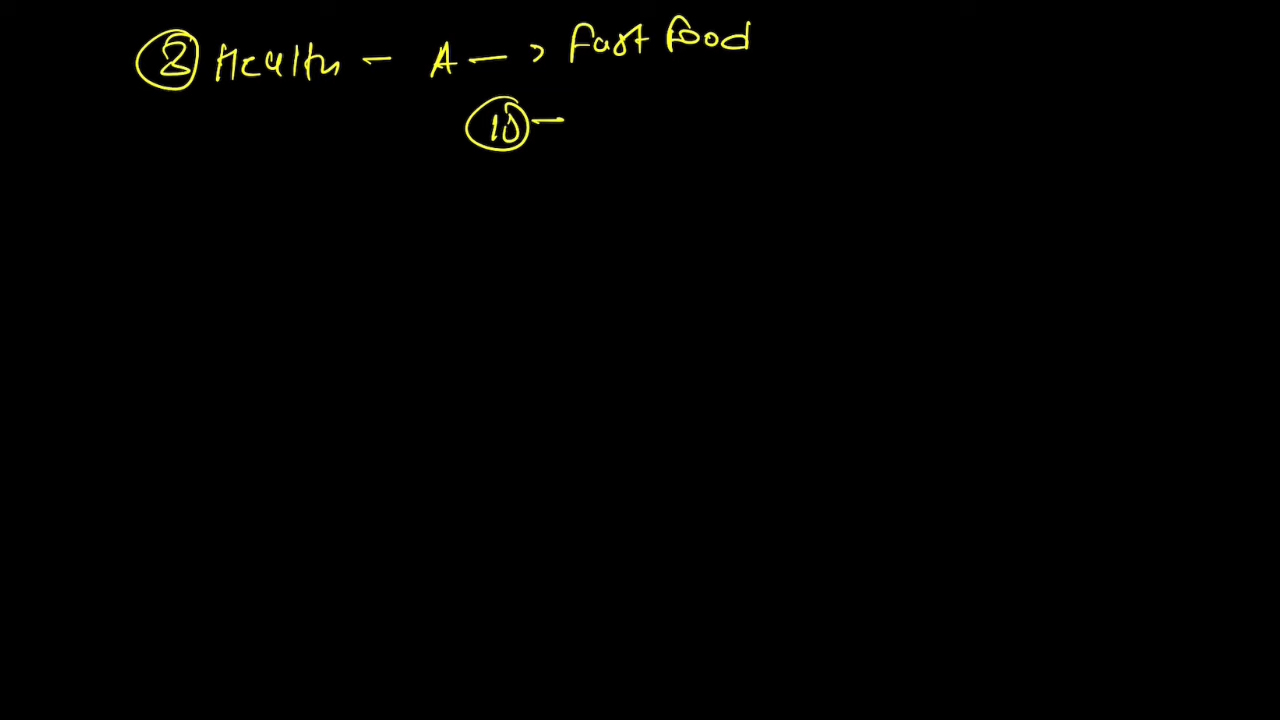 ② Health - A -> Fast food
⑩ -